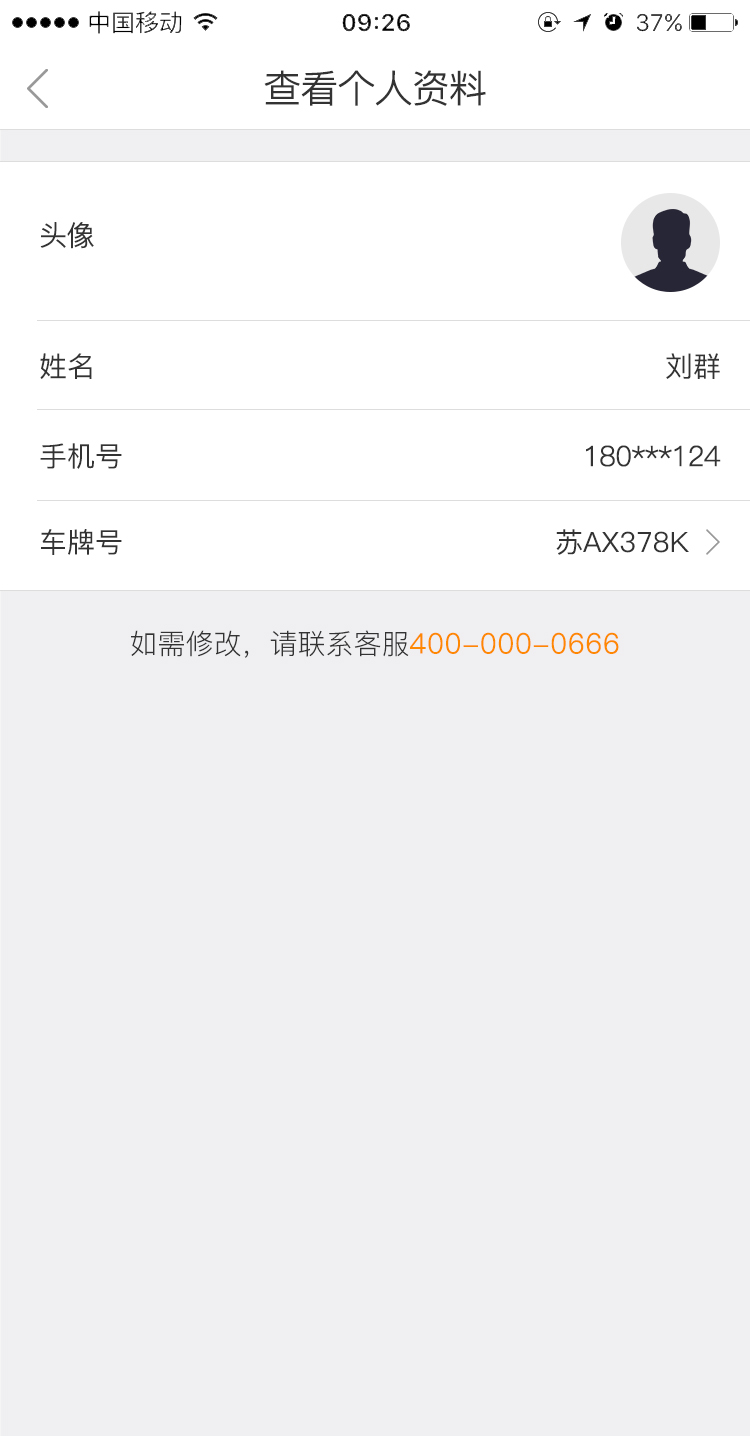 中国移动 09:26 37%
查看个人资料
头像
姓名 刘群
手机号 180***124
车牌号 苏AX378K
如需修改，请联系客服400-000-0666